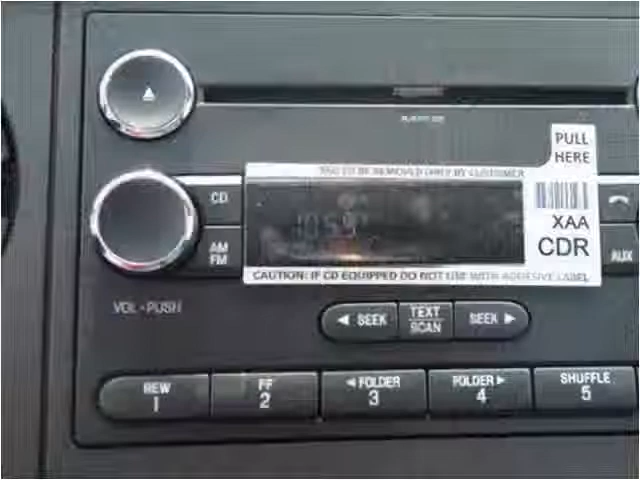 PULL
HERE
TAG TO BE REMOVED ONLY BY CUSTOMER
CD
XAA
CDR
AM
FM
AUX
CAUTION: IF CD EQUIPPED DO NOT USE WITH ADHESIVE LABEL
VOL - PUSH
◄ SEEK
TEXT
SCAN
SEEK ►
REW
1
FF
2
◄ FOLDER
3
FOLDER ►
4
SHUFFLE
5